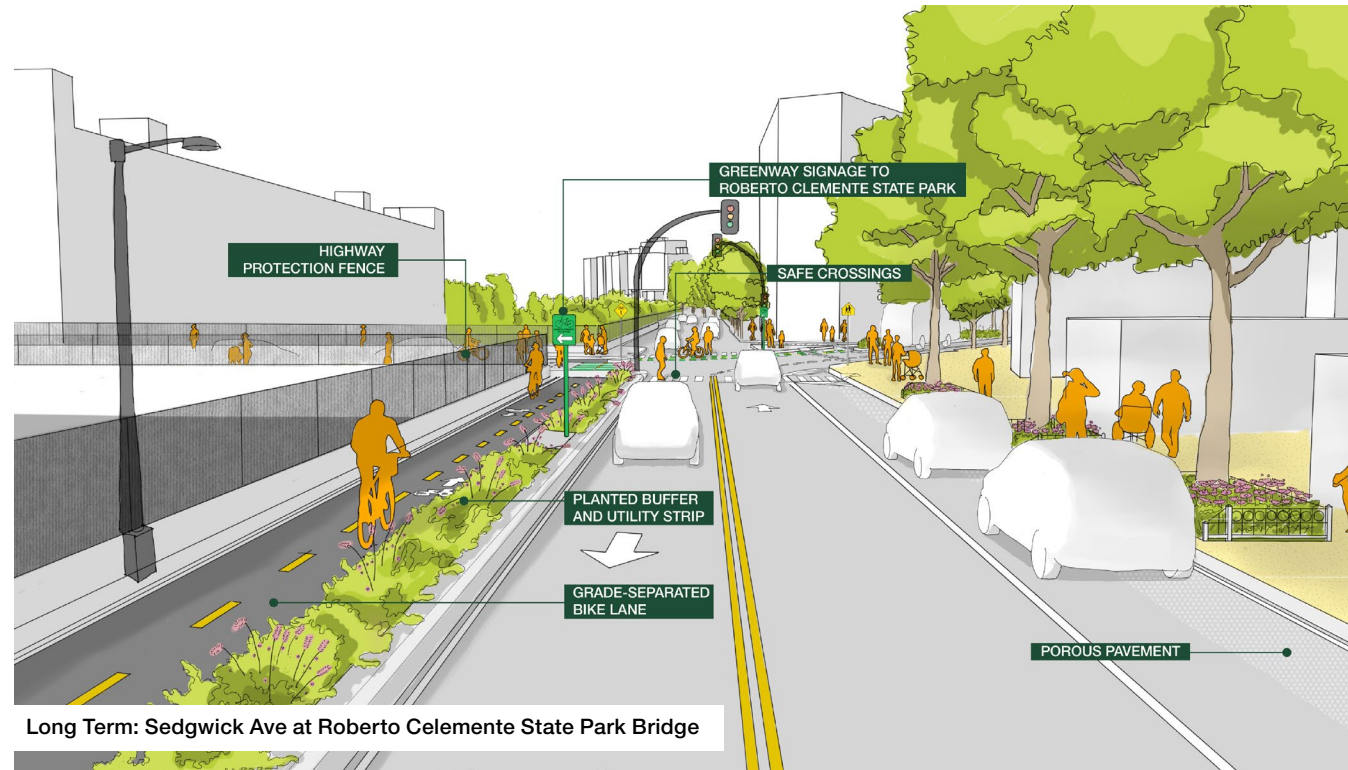 GREENWAY SIGNAGE TO
ROBERTO CLEMENTE STATE PARK
HIGHWAY
PROTECTION FENCE
SAFE CROSSINGS
PLANTED BUFFER
AND UTILITY STRIP
GRADE-SEPARATED
BIKE LANE
POROUS PAVEMENT
Long Term: Sedgwick Ave at Roberto Celemente State Park Bridge